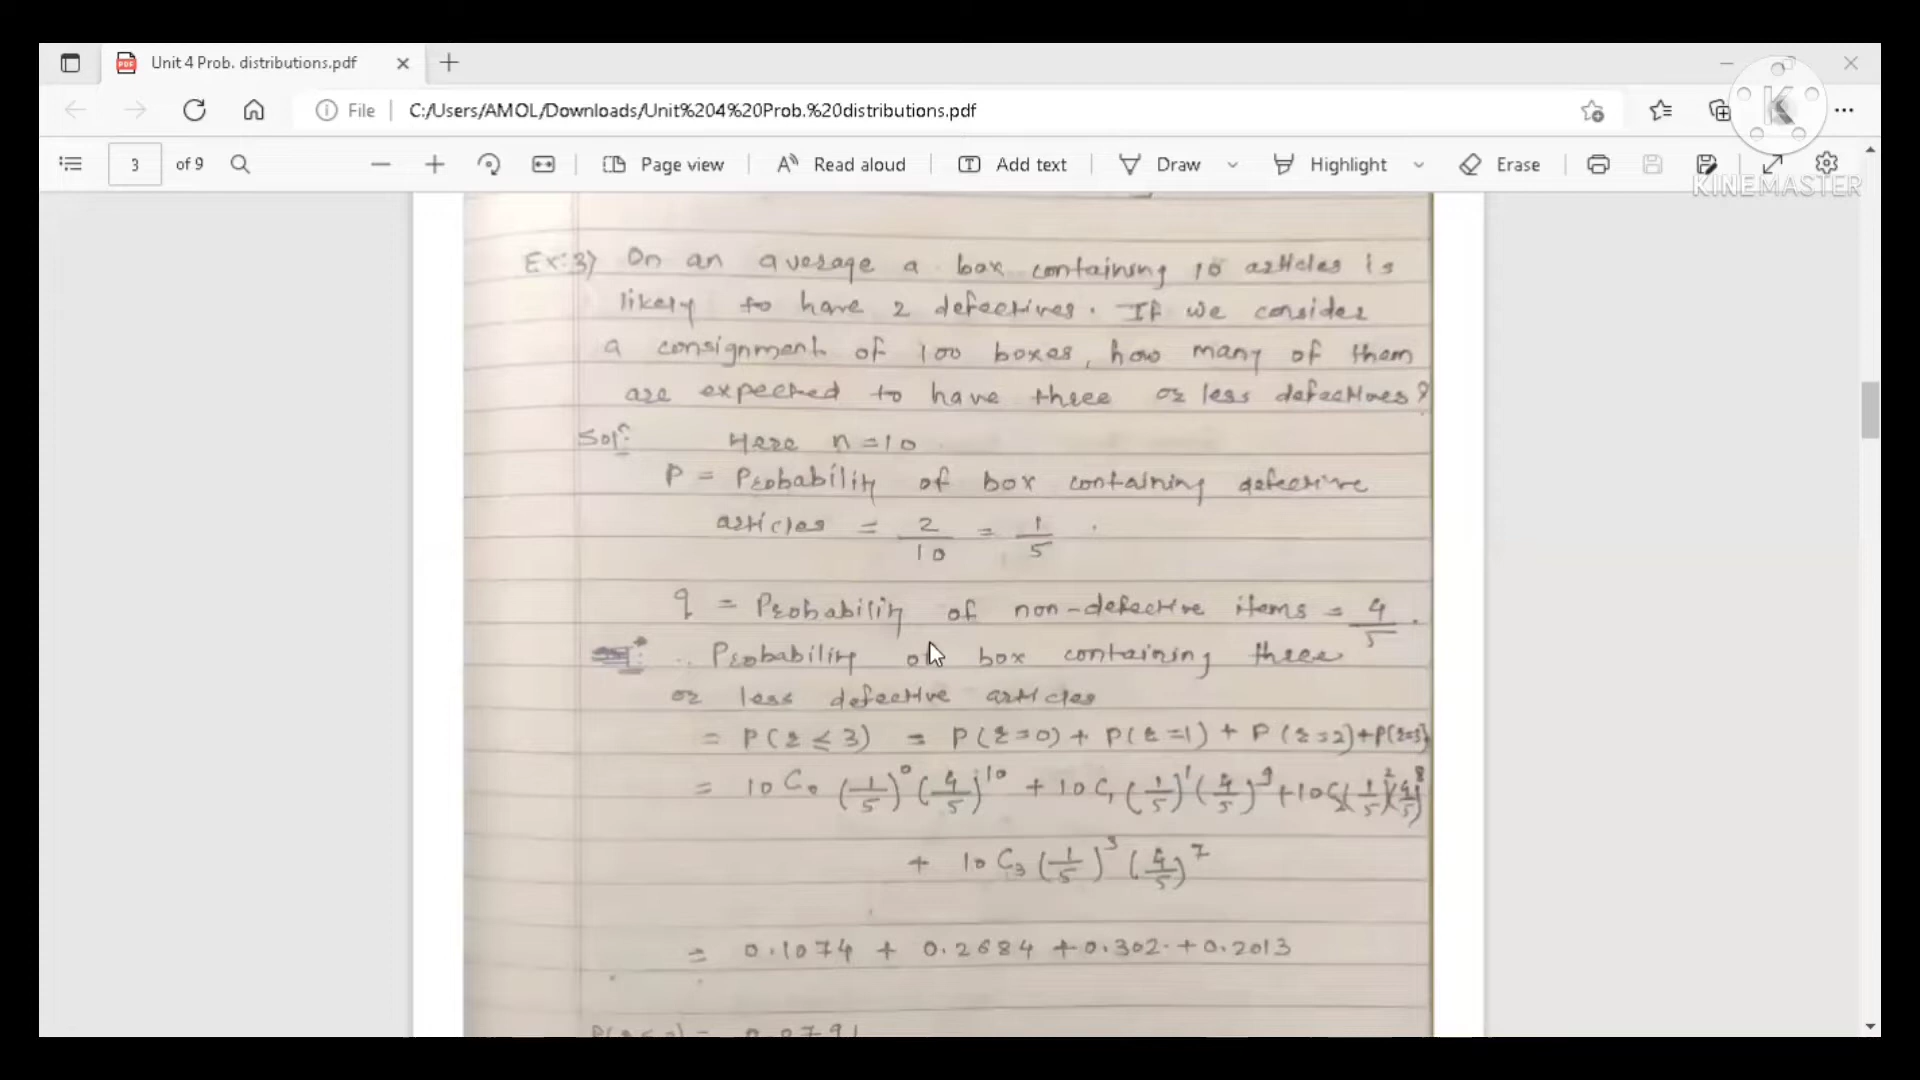 Unit 4 Prob. distributions.pdf
File C:/Users/AMOL/Downloads/Unit%204%20Prob.%20distributions.pdf
3 of 9 Page view Read aloud Add text Draw Highlight Erase
KINEMASTER
Ex:3) On an average a box containing 10 articles is
likely to have 2 defectives. If we consider
a consignment of 100 boxes, how many of them
are expected to have three or less defectives?
Solⁿ: Here n = 10
P = Probability of box containing defective
articles = 2/10 = 1/5 .
q = Probability of non-defective items = 4/5 .
∴ Probability of box containing three
or less defective articles
= P(r ≤ 3) = P(r=0) + P(r=1) + P(r=2) + P(r=3)
= 10C₀ (1/5)⁰ (4/5)¹⁰ + 10C₁ (1/5)¹ (4/5)⁹ + 10C₂ (1/5)² (4/5)⁸
+ 10C₃ (1/5)³ (4/5)⁷
= 0.1074 + 0.2684 + 0.302 + 0.2013